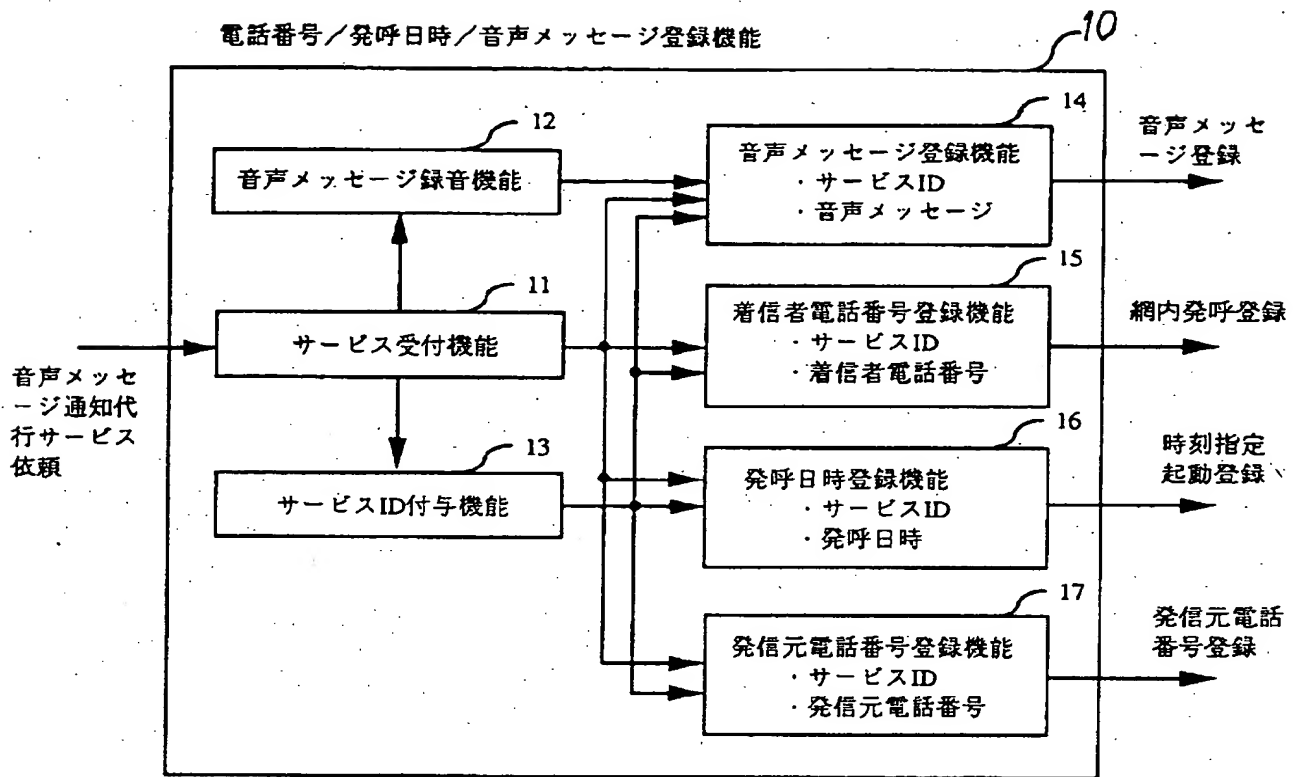 電話番号／発呼日時／音声メッセージ登録機能
10
12
音声メッセージ録音機能
11
サービス受付機能
音声メッセ
ージ通知代
行サービス
依頼
13
サービスID付与機能
14
音声メッセージ登録機能
・サービスID
・音声メッセージ
音声メッセ
ージ登録
15
着信者電話番号登録機能
・サービスID
・着信者電話番号
網内発呼登録
16
発呼日時登録機能
・サービスID
・発呼日時
時刻指定
起動登録
17
発信元電話番号登録機能
・サービスID
・発信元電話番号
発信元電話
番号登録